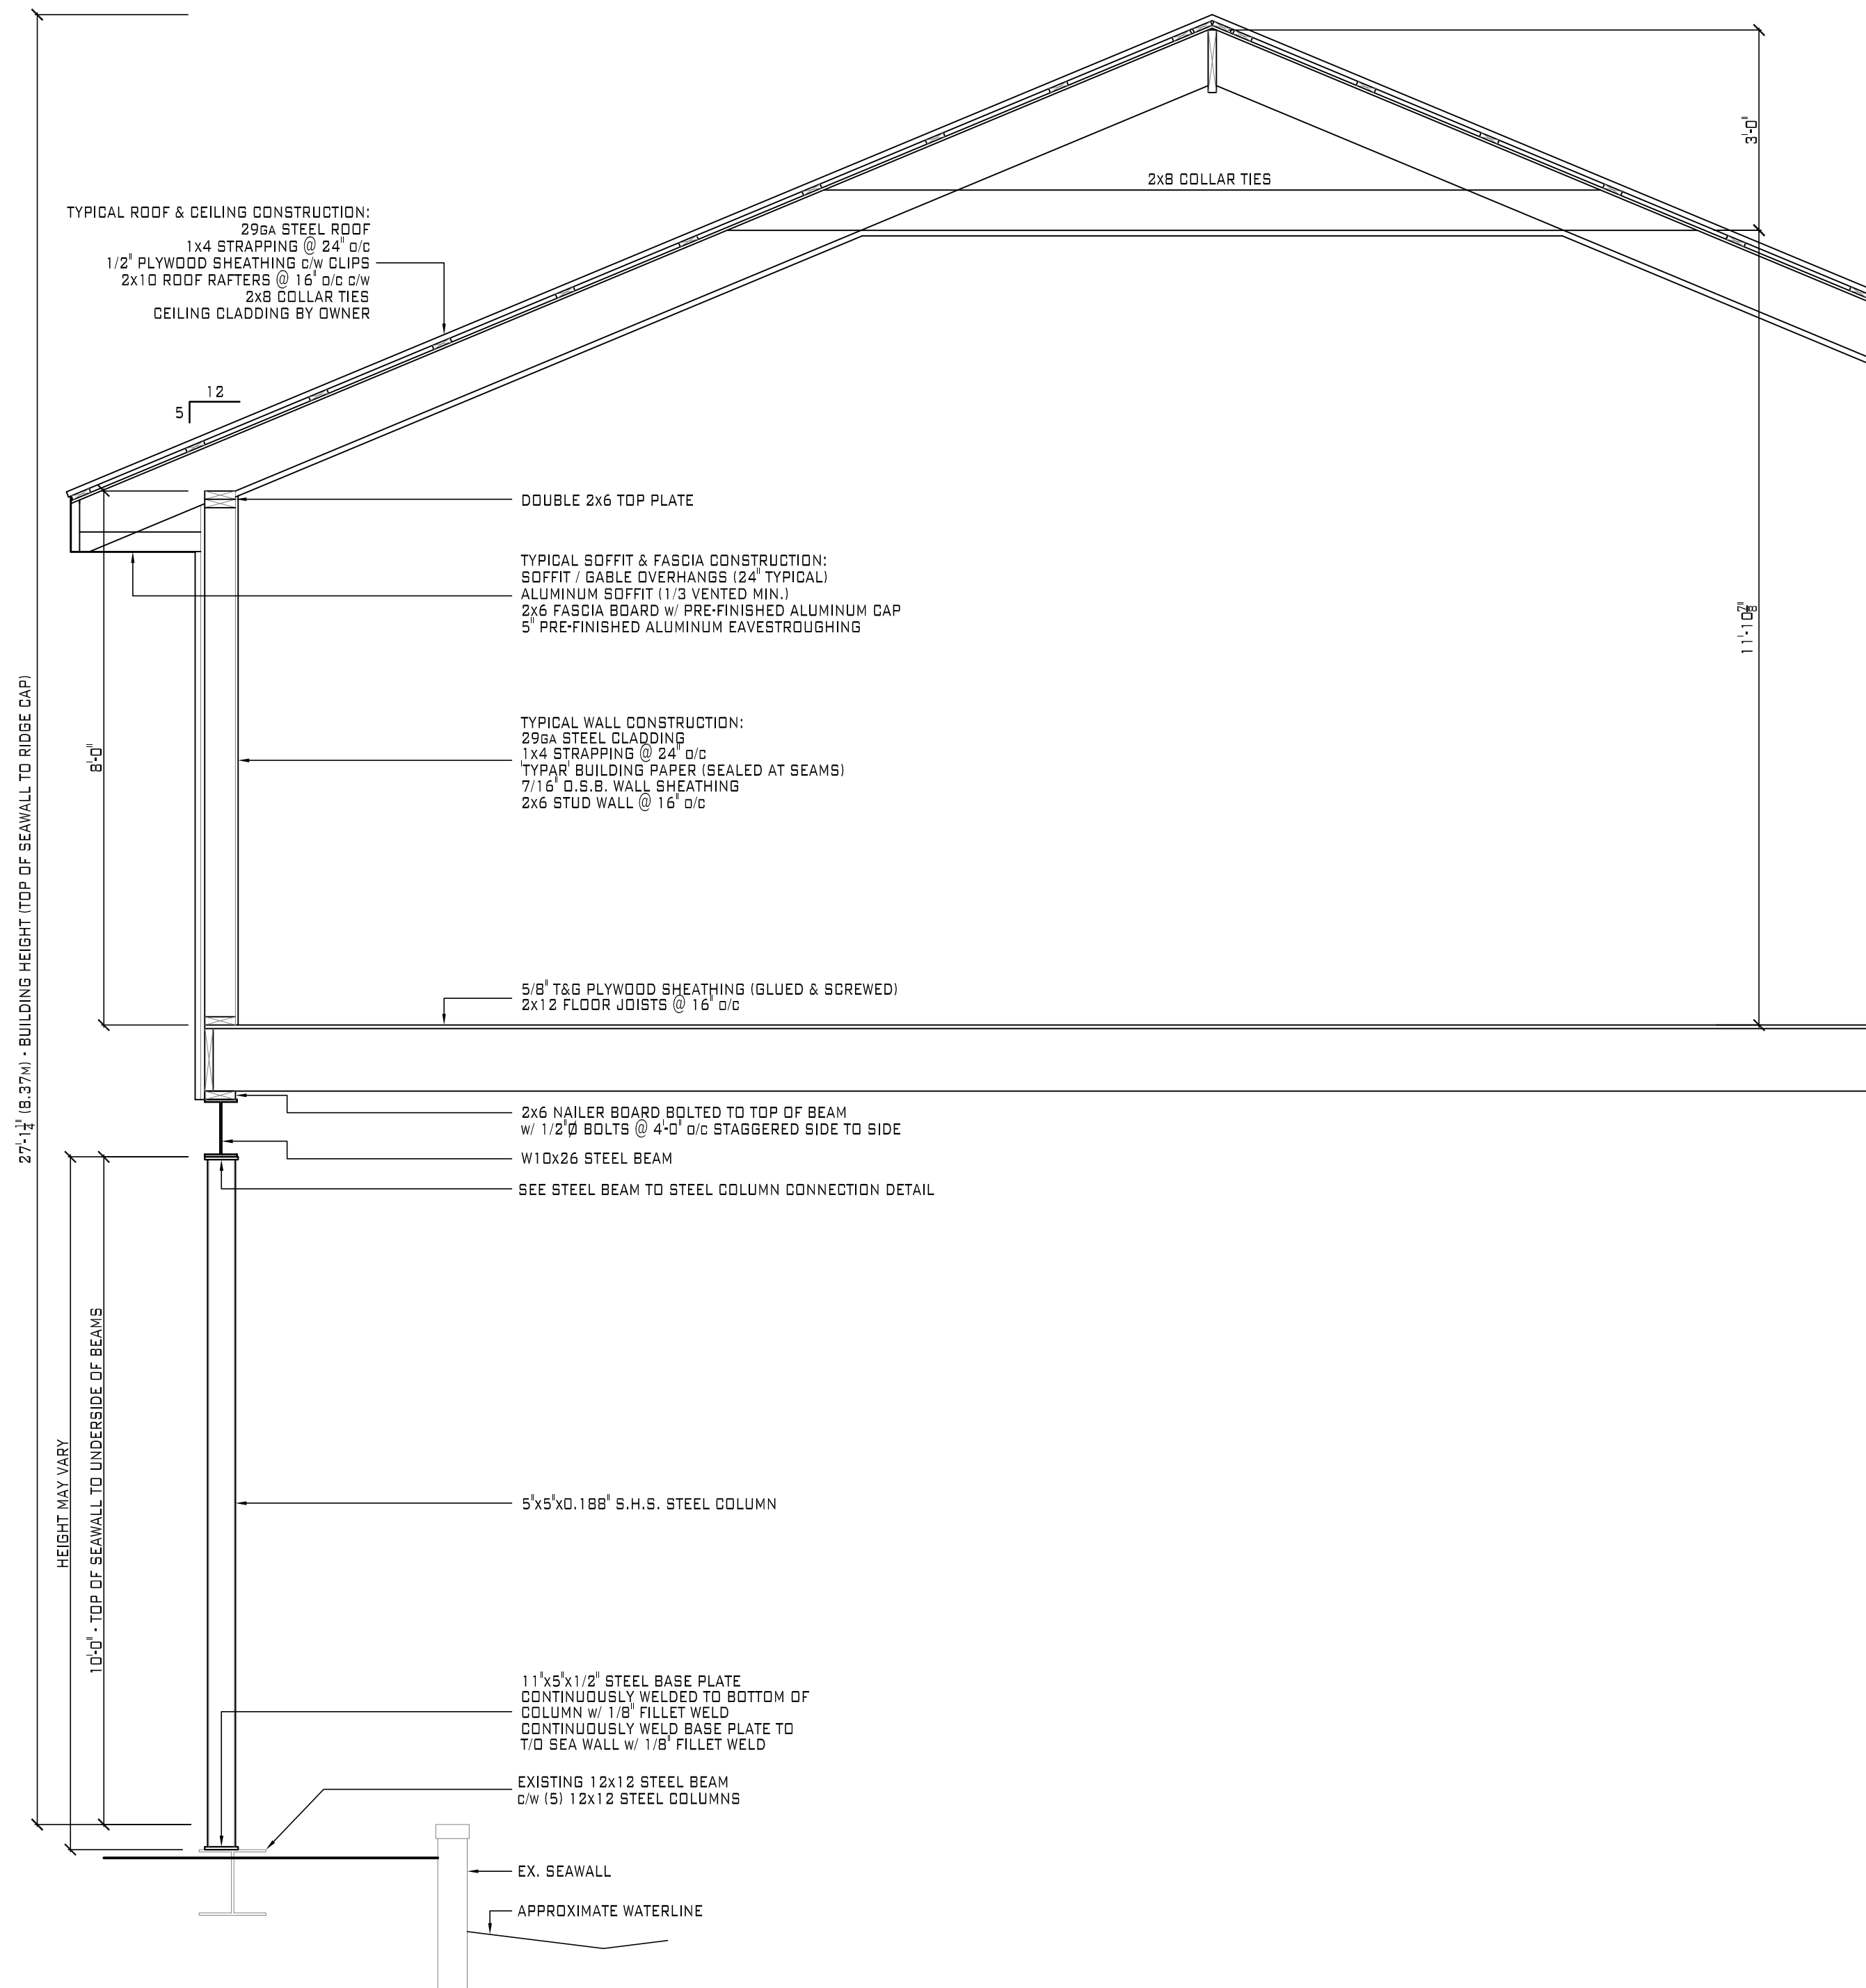 3'-0"
2x8 COLLAR TIES
TYPICAL ROOF & CEILING CONSTRUCTION:
29GA STEEL ROOF
1x4 STRAPPING @ 24" O/C
1/2" PLYWOOD SHEATHING C/W CLIPS
2x10 ROOF RAFTERS @ 16" O/C C/W
2x8 COLLAR TIES
CEILING CLADDING BY OWNER
12
5
DOUBLE 2x6 TOP PLATE
TYPICAL SOFFIT & FASCIA CONSTRUCTION:
SOFFIT / GABLE OVERHANGS (24" TYPICAL)
ALUMINUM SOFFIT (1/3 VENTED MIN.)
2x6 FASCIA BOARD W/ PRE-FINISHED ALUMINUM CAP
5" PRE-FINISHED ALUMINUM EAVESTROUGHING
11'-10 7/8"
27'-1 1/4" (8.37M) - BUILDING HEIGHT (TOP OF SEAWALL TO RIDGE CAP)
8'-0"
TYPICAL WALL CONSTRUCTION:
29GA STEEL CLADDING
1x4 STRAPPING @ 24" O/C
'TYPAR' BUILDING PAPER (SEALED AT SEAMS)
7/16" O.S.B. WALL SHEATHING
2x6 STUD WALL @ 16" O/C
5/8" T&G PLYWOOD SHEATHING (GLUED & SCREWED)
2x12 FLOOR JOISTS @ 16" O/C
2x6 NAILER BOARD BOLTED TO TOP OF BEAM
W/ 1/2"Ø BOLTS @ 4'-0" O/C STAGGERED SIDE TO SIDE
W10x26 STEEL BEAM
SEE STEEL BEAM TO STEEL COLUMN CONNECTION DETAIL
HEIGHT MAY VARY
10'-0" - TOP OF SEAWALL TO UNDERSIDE OF BEAMS
5"x5"x0.188" S.H.S. STEEL COLUMN
11"x5"x1/2" STEEL BASE PLATE
CONTINUOUSLY WELDED TO BOTTOM OF
COLUMN W/ 1/8" FILLET WELD
CONTINUOUSLY WELD BASE PLATE TO
T/O SEA WALL W/ 1/8" FILLET WELD
EXISTING 12x12 STEEL BEAM
C/W (5) 12x12 STEEL COLUMNS
EX. SEAWALL
APPROXIMATE WATERLINE